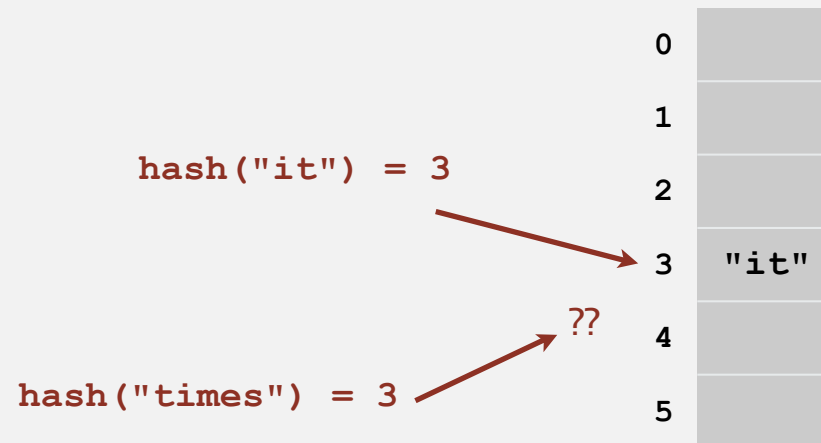 0
1
hash("it") = 3
2
3 "it"
??
4
hash("times") = 3
5